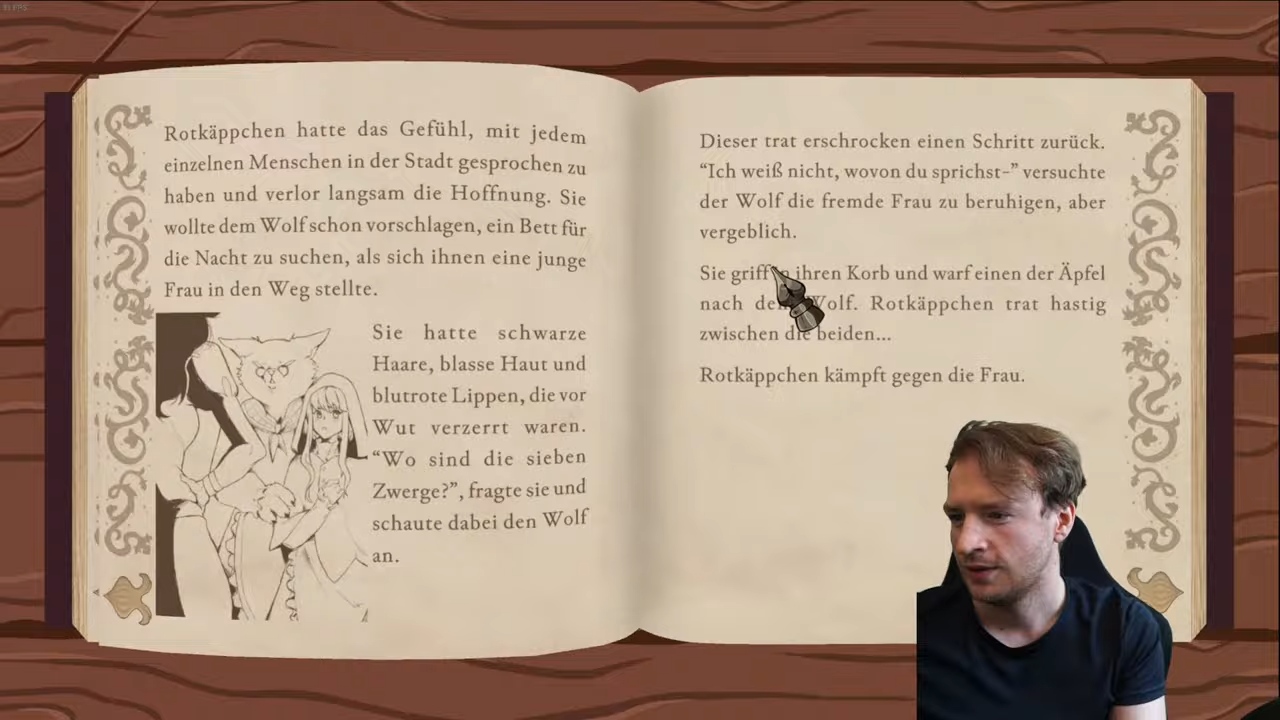 Rotkäppchen hatte das Gefühl, mit jedem
einzelnen Menschen in der Stadt gesprochen zu
haben und verlor langsam die Hoffnung. Sie
wollte dem Wolf schon vorschlagen, ein Bett für
die Nacht zu suchen, als sich ihnen eine junge
Frau in den Weg stellte.
Sie hatte schwarze
Haare, blasse Haut und
blutrote Lippen, die vor
Wut verzerrt waren.
“Wo sind die sieben
Zwerge?”, fragte sie und
schaute dabei den Wolf
an.
Dieser trat erschrocken einen Schritt zurück.
“Ich weiß nicht, wovon du sprichst-” versuchte
der Wolf die fremde Frau zu beruhigen, aber
vergeblich.
Sie griff ihren Korb und warf einen der Äpfel
nach Wolf. Rotkäppchen trat hastig
zwischen die beiden...
Rotkäppchen kämpft gegen die Frau.